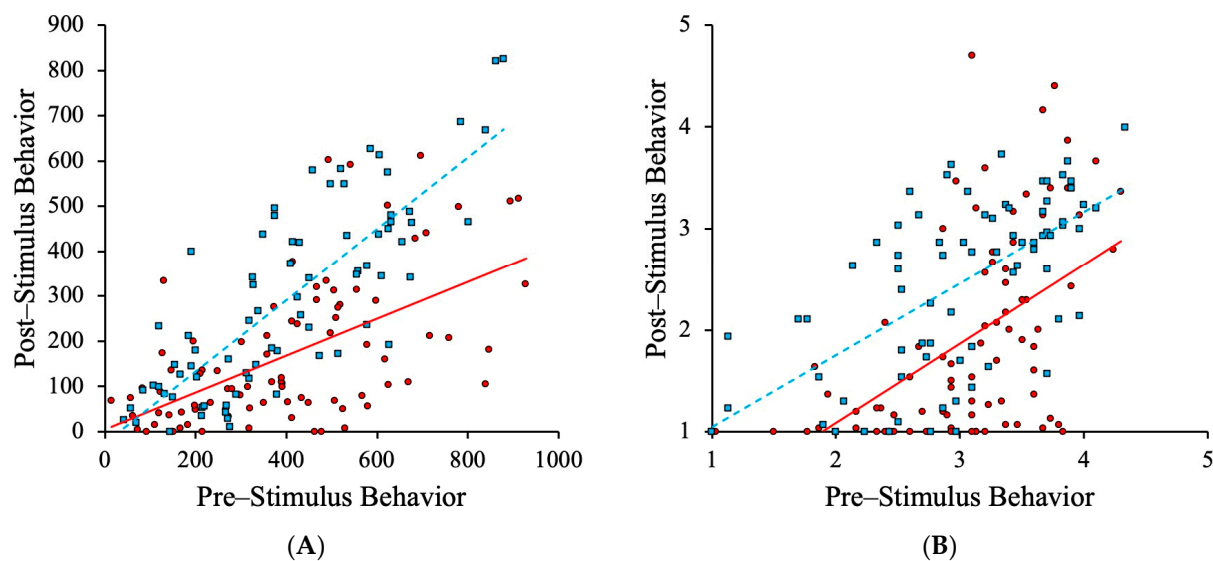 900
800
700
600
500
400
300
200
100
0
Post–Stimulus Behavior
0 200 400 600 800 1000
Pre–Stimulus Behavior
(A)
5
4
3
2
1
Post–Stimulus Behavior
1 2 3 4 5
Pre–Stimulus Behavior
(B)